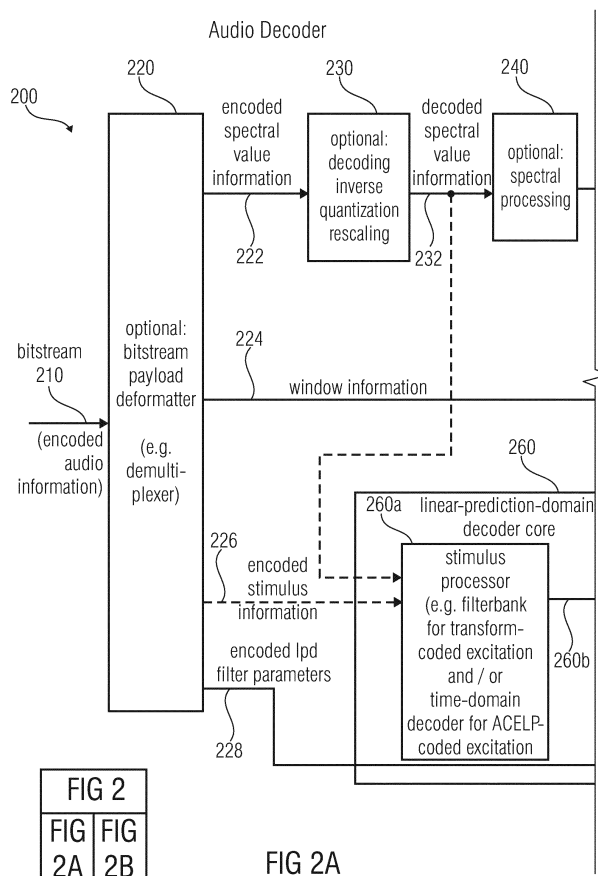 Audio Decoder
200
220
230
240
encoded
spectral
value
information
222
optional:
decoding
inverse
quantization
rescaling
decoded
spectral
value
information
232
optional:
spectral
processing
bitstream
210
(encoded
audio
information)
optional:
bitstream
payload
deformatter
(e.g.
demulti-
plexer)
224
window information
260
linear-prediction-domain
decoder core
260a
stimulus
processor
(e.g. filterbank
for transform-
coded excitation
and / or
time-domain
decoder for ACELP-
coded excitation
260b
226
encoded
stimulus
information
encoded lpd
filter parameters
228
FIG 2
FIG
2A
FIG
2B
FIG 2A